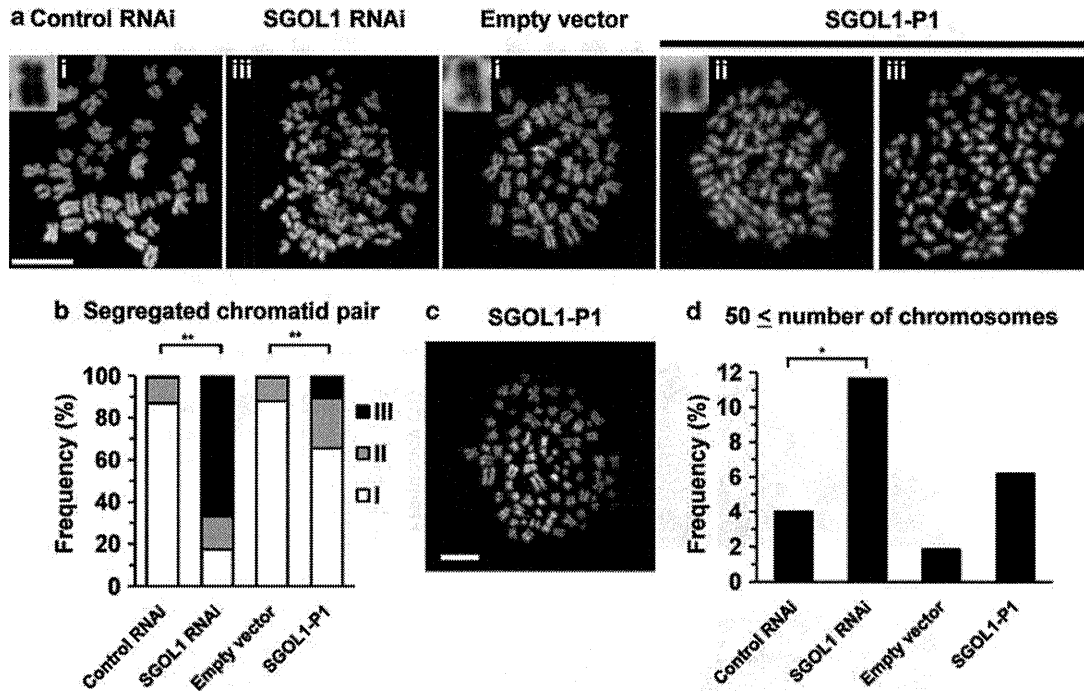 a Control RNAi SGOL1 RNAi Empty vector SGOL1-P1
i iii i ii iii
b Segregated chromatid pair
**
**
100
80
60
40
20
0
Frequency (%)
III
II
I
Control RNAi
SGOL1 RNAi
Empty vector
SGOL1-P1
c SGOL1-P1
d 50 ≤ number of chromosomes
*
12
10
8
6
4
2
0
Frequency (%)
Control RNAi
SGOL1 RNAi
Empty vector
SGOL1-P1